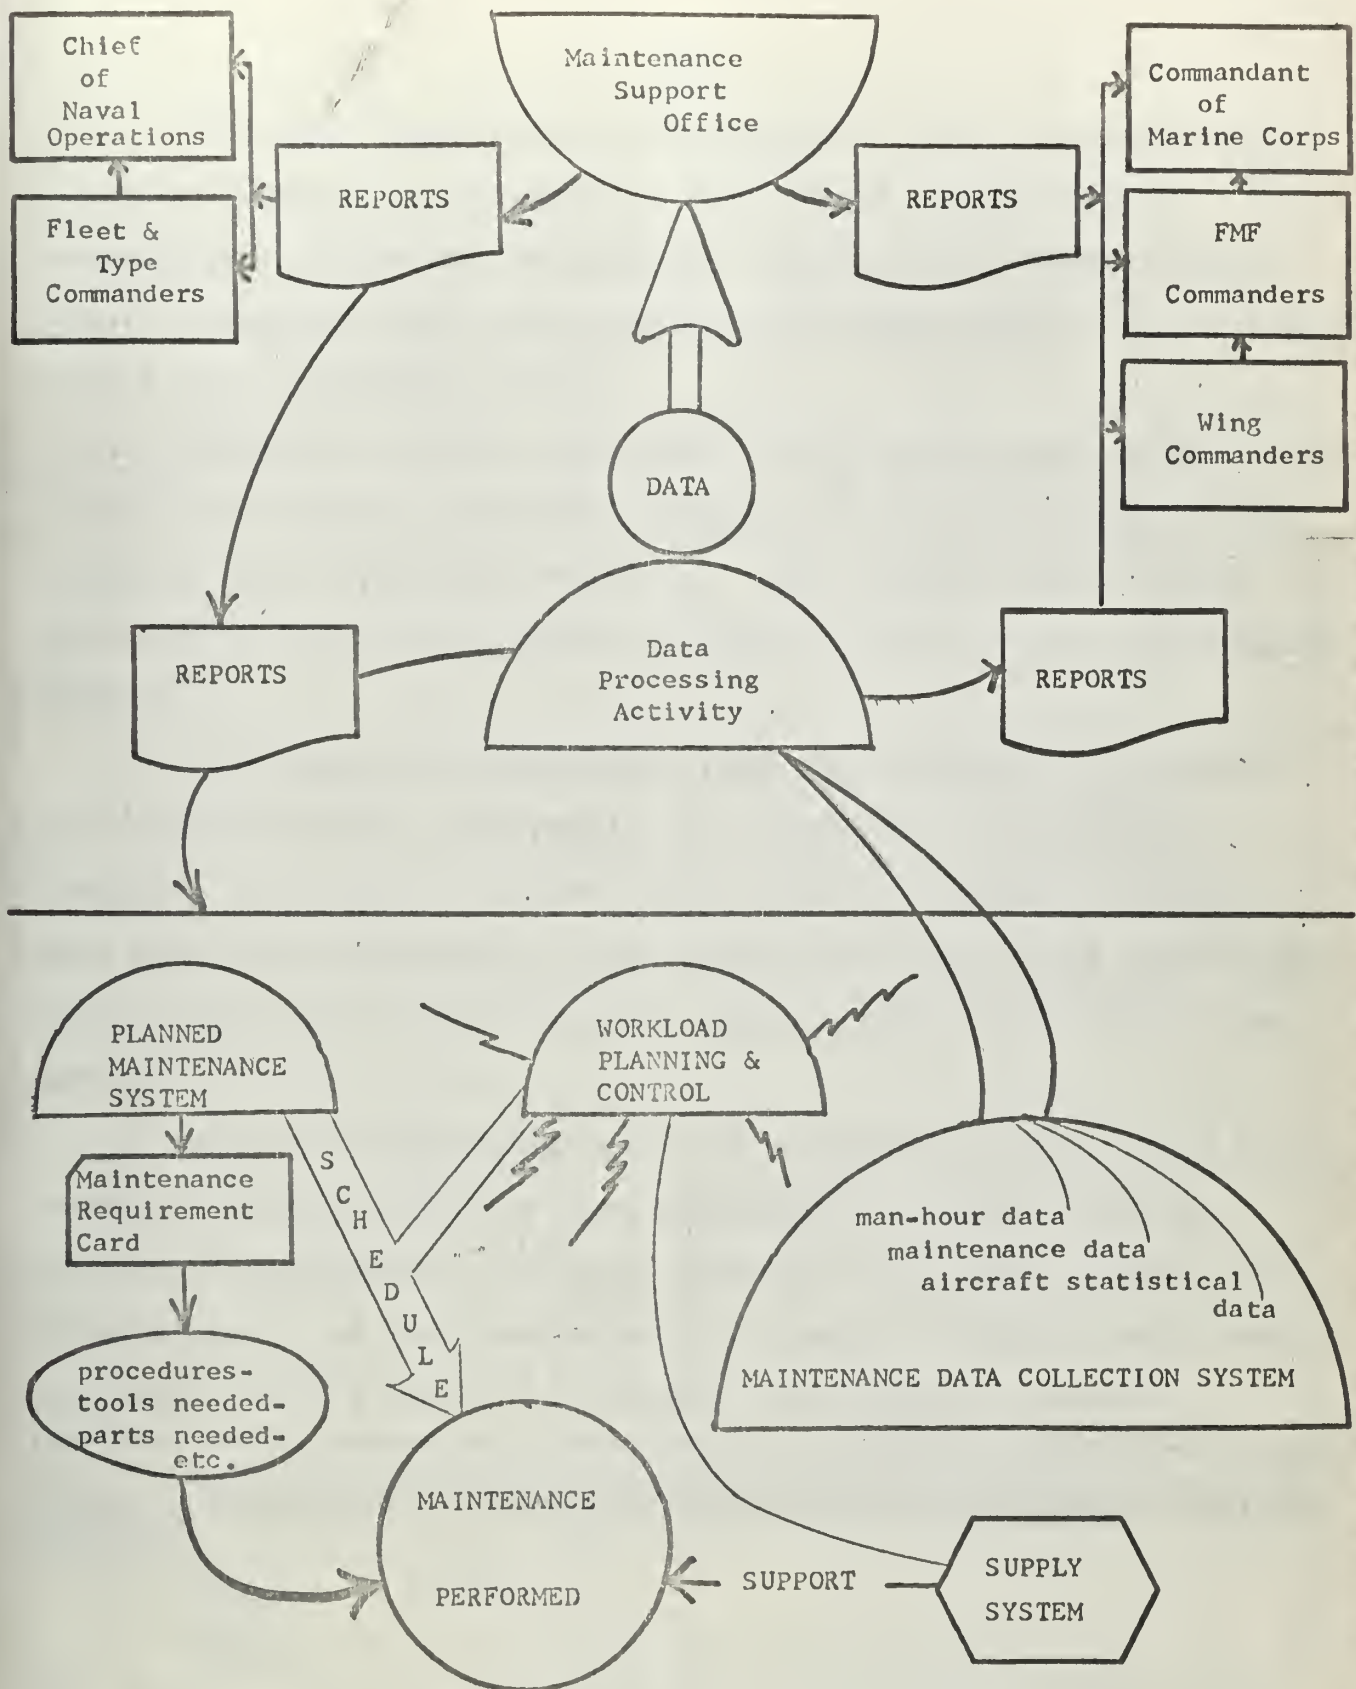 Chief
of
Naval
Operations
Maintenance
Support
Office
Commandant
of
Marine Corps
REPORTS
REPORTS
Fleet &
Type
Commanders
FMF
Commanders
Wing
Commanders
DATA
REPORTS
Data
Processing
Activity
REPORTS
PLANNED
MAINTENANCE
SYSTEM
WORKLOAD
PLANNING &
CONTROL
SCHEDULE
Maintenance
Requirement
Card
man-hour data
maintenance data
aircraft statistical
data
MAINTENANCE DATA COLLECTION SYSTEM
procedures-
tools needed-
parts needed-
etc.
MAINTENANCE
PERFORMED
SUPPORT
SUPPLY
SYSTEM